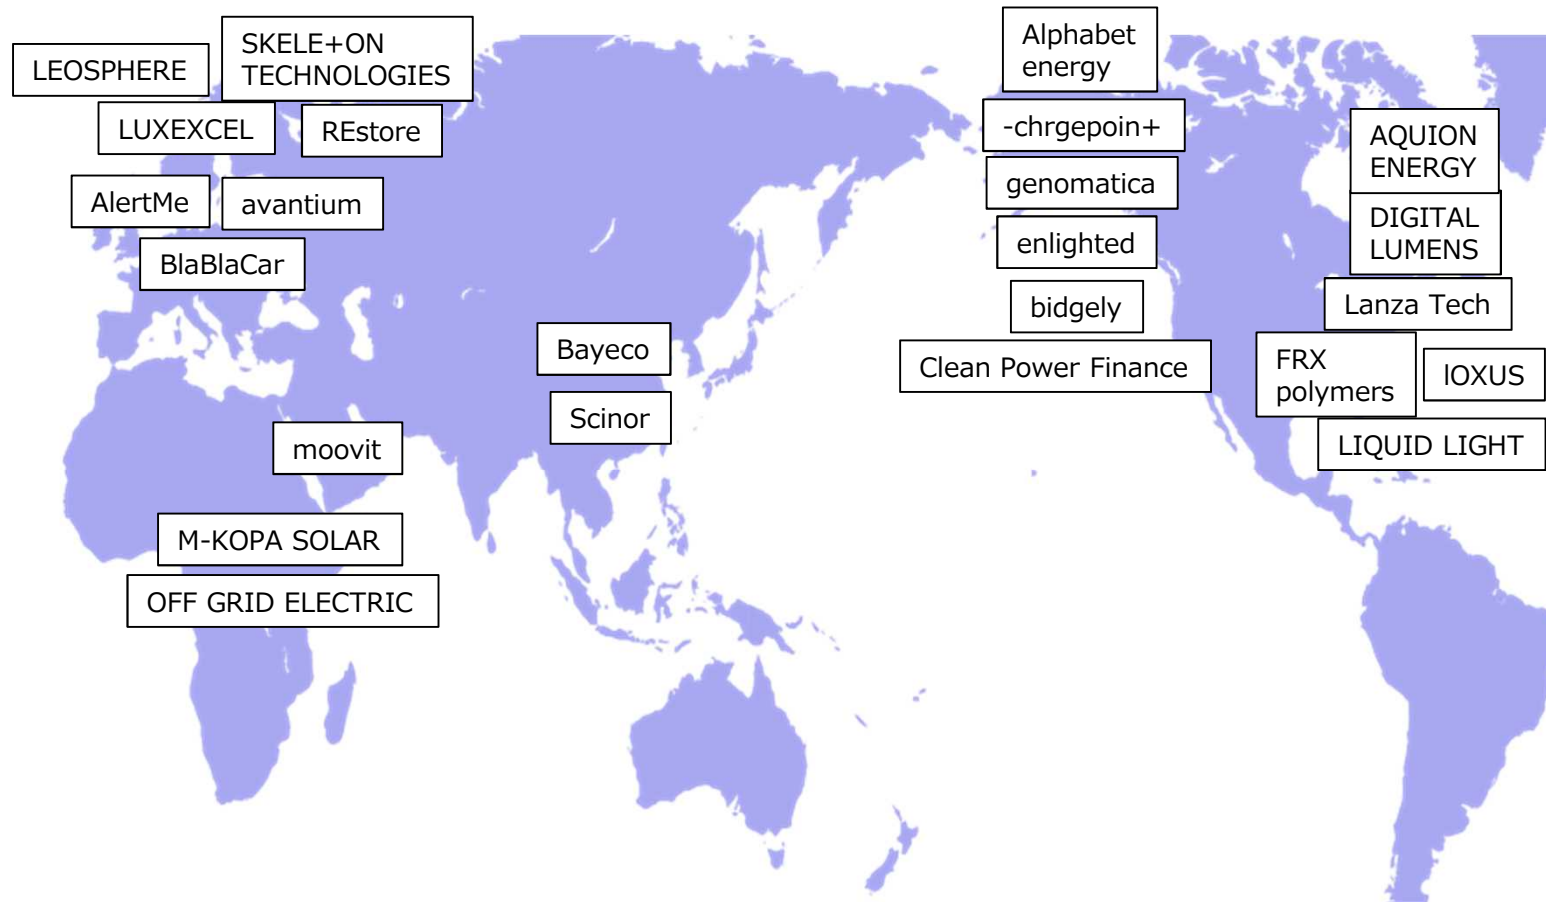 LEOSPHERE
SKELE+ON
TECHNOLOGIES
LUXEXCEL
REstore
AlertMe
avantium
BlaBlaCar
Bayeco
Scinor
moovit
M-KOPA SOLAR
OFF GRID ELECTRIC
Alphabet
energy
-chrgepoin+
genomatica
enlighted
bidgely
Clean Power Finance
AQUION
ENERGY
DIGITAL
LUMENS
Lanza Tech
FRX
polymers
lOXUS
LIQUID LIGHT